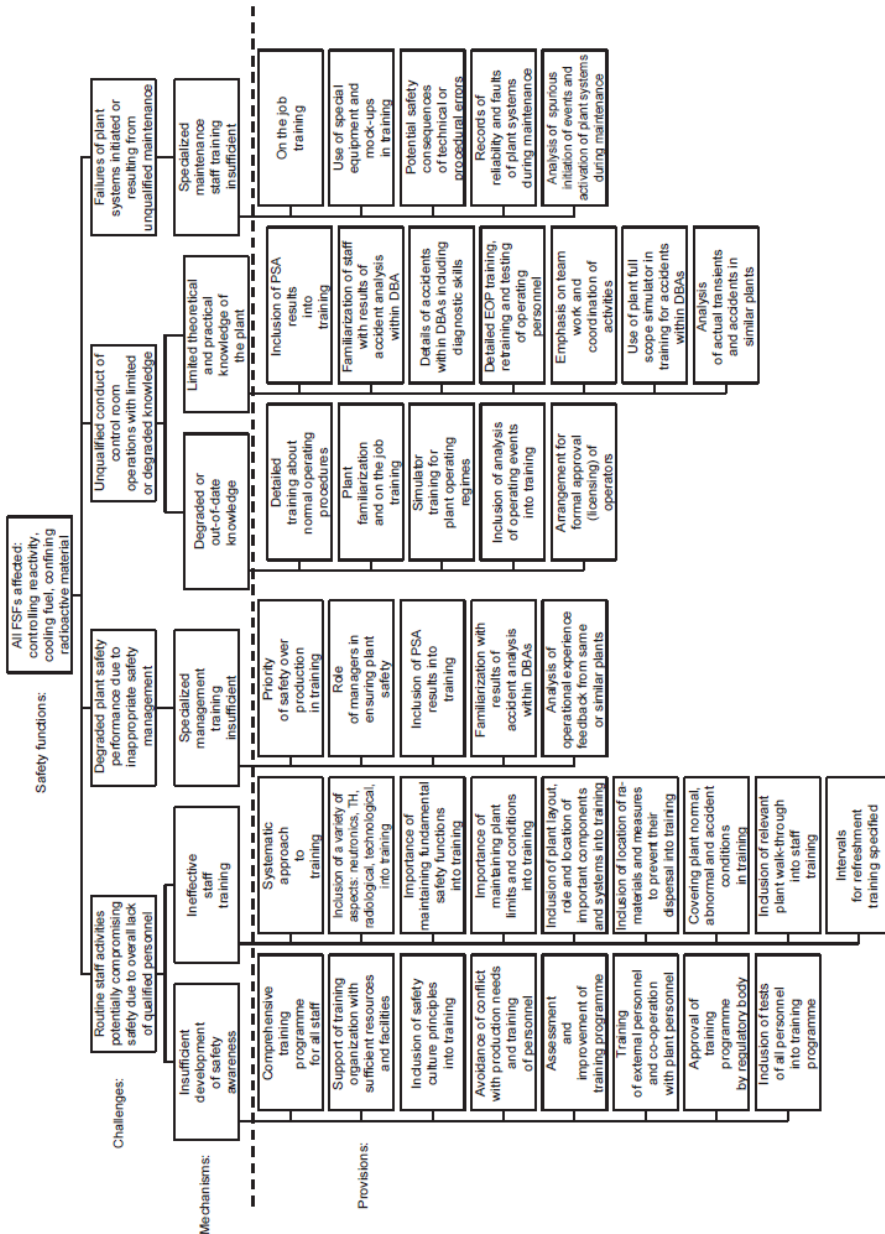 Safety functions:
All FSFs affected:
controlling reactivity,
cooling fuel, confining
radioactive material
Challenges:
Routine staff activities
potentially compromising
safety due to overall lack
of qualified personnel
Degraded plant safety
performance due to
inappropriate safety
management
Unqualified conduct of
control room
operations with limited
or degraded knowledge
Failures of plant
systems initiated or
resulting from
unqualified maintenance
Mechanisms:
Insufficient
development
of safety
awareness
Ineffective
staff
training
Specialized
management
training
insufficient
Degraded or
out-of-date
knowledge
Limited theoretical
and practical
knowledge of
the plant
Specialized
maintenance
staff training
insufficient
Provisions:
Comprehensive
training
programme
for all staff
Support of training
organization with
sufficient resources
and facilities
Inclusion of safety
culture principles
into training
Avoidance of conflict
with production needs
and training
of personnel
Assessment
and
improvement of
training programme
Training
of external personnel
and co-operation
with plant personnel
Approval of
training
programme
by regulatory body
Inclusion of tests
of all personnel
into training
programme
Systematic
approach
to
training
Inclusion of a variety of
aspects: neutronics, TH,
radiological, technological,
into training
Importance of
maintaining fundamental
safety functions
into training
Importance of
maintaining plant
limits and conditions
into training
Inclusion of plant layout,
role and location of
important components
and systems into training
Inclusion of location of ra-
materials and measures
to prevent their
dispersal into training
Covering plant normal,
abnormal and accident
conditions
in training
Inclusion of relevant
plant walk-through
into staff
training
Intervals
for refreshment
training specified
Priority
of safety over
production
in training
Role
of managers in
ensuring plant
safety
Inclusion of PSA
results into
training
Familiarization with
results of
accident analysis
within DBAs
Analysis of
operational experience
feedback from same
or similar plants
Detailed
training about
normal operating
procedures
Plant
familiarization
and on the job
training
Simulator
training for
plant operating
regimes
Inclusion of analysis
of operating events
into training
Arrangement for
formal approval
(licensing) of
operators
Inclusion of PSA
results
into
training
Familiarization of staff
with results of
accident analysis
within DBA
Details of accidents
within DBAs including
diagnostic skills
Detailed EOP training,
retraining and testing
of operating
personnel
Emphasis on team
work and
coordination of
activities
Use of plant full
scope simulator in
training for accidents
within DBAs
Analysis
of actual transients
and accidents in
similar plants
On the job
training
Use of special
equipment and
mock-ups
in training
Potential safety
consequences
of technical or
procedural errors
Records of
reliability and faults
of plant systems
during maintenance
Analysis of spurious
initiation of events and
activation of plant systems
during maintenance